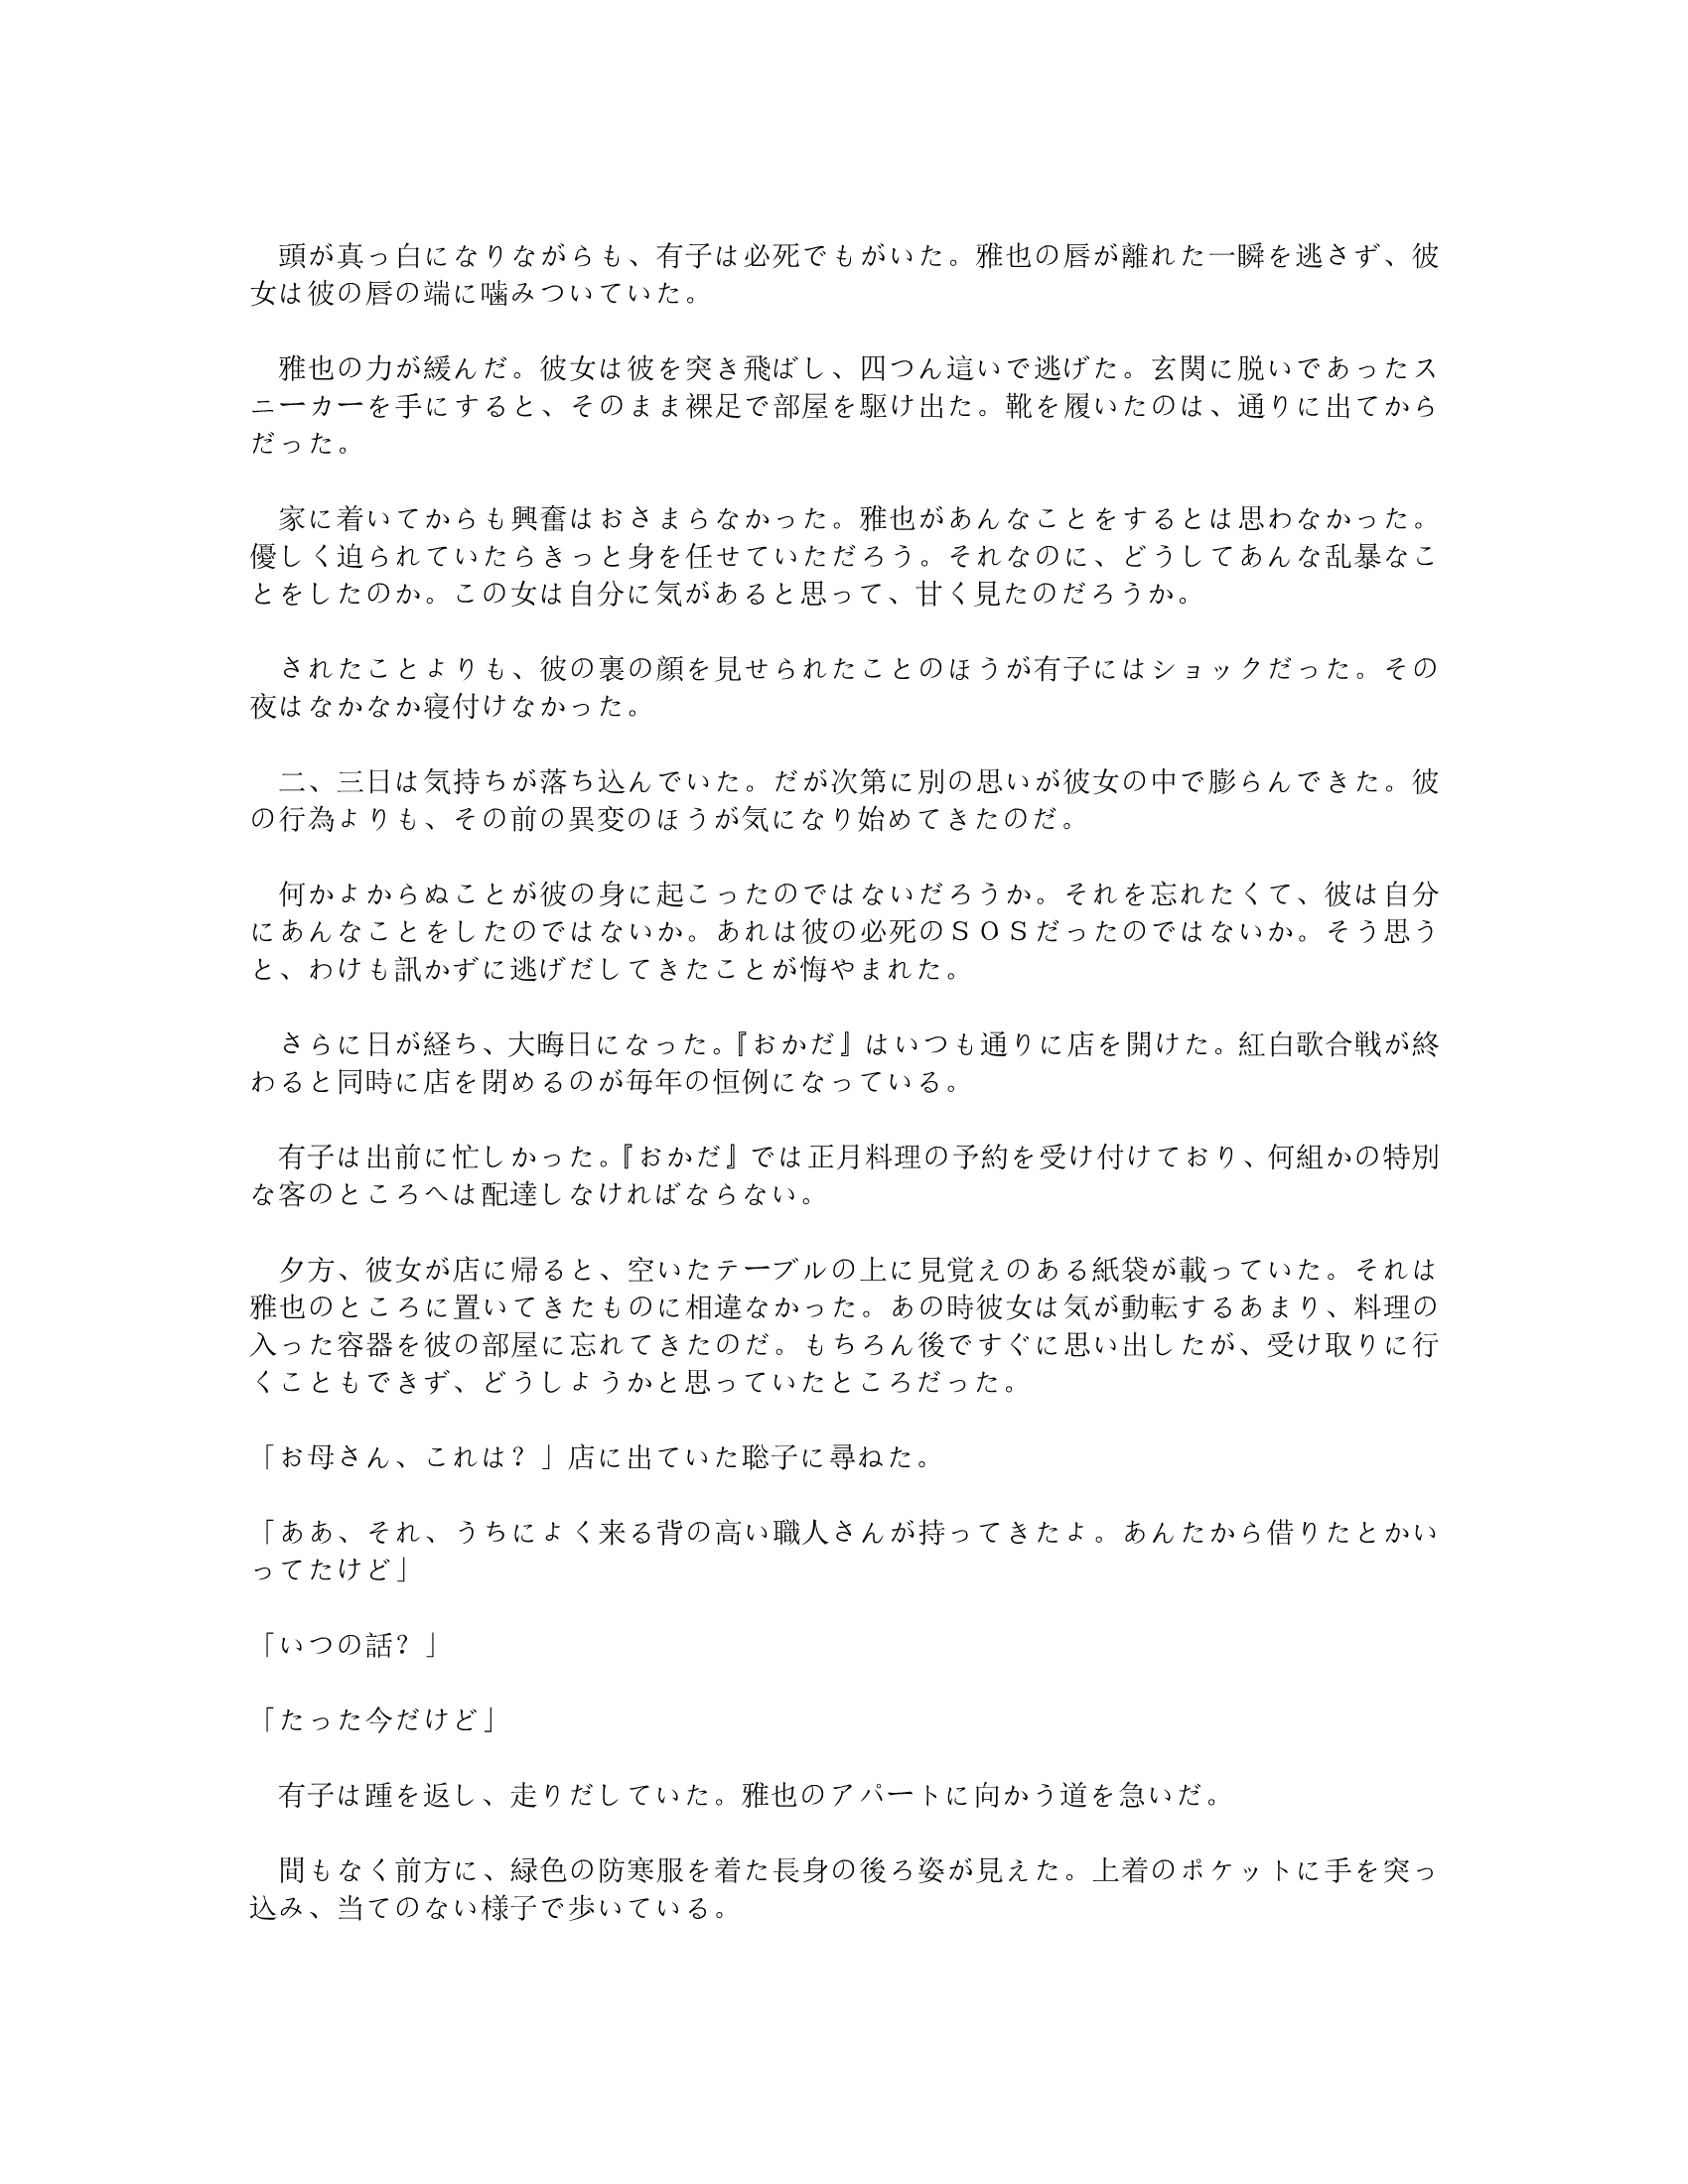 頭が真っ白になりながらも、有子は必死でもがいた。雅也の唇が離れた一瞬を逃さず、彼
女は彼の唇の端に噛みついていた。
　雅也の力が緩んだ。彼女は彼を突き飛ばし、四つん這いで逃げた。玄関に脱いであったス
ニーカーを手にすると、そのまま裸足で部屋を駆け出た。靴を履いたのは、通りに出てから
だった。
　家に着いてからも興奮はおさまらなかった。雅也があんなことをするとは思わなかった。
優しく迫られていたらきっと身を任せていただろう。それなのに、どうしてあんな乱暴なこ
とをしたのか。この女は自分に気があると思って、甘く見たのだろうか。
　されたことよりも、彼の裏の顔を見せられたことのほうが有子にはショックだった。その
夜はなかなか寝付けなかった。
　二、三日は気持ちが落ち込んでいた。だが次第に別の思いが彼女の中で膨らんできた。彼
の行為よりも、その前の異変のほうが気になり始めてきたのだ。
　何かよからぬことが彼の身に起こったのではないだろうか。それを忘れたくて、彼は自分
にあんなことをしたのではないか。あれは彼の必死のＳＯＳだったのではないか。そう思う
と、わけも訊かずに逃げだしてきたことが悔やまれた。
　さらに日が経ち、大晦日になった。『おかだ』はいつも通りに店を開けた。紅白歌合戦が終
わると同時に店を閉めるのが毎年の恒例になっている。
　有子は出前に忙しかった。『おかだ』では正月料理の予約を受け付けており、何組かの特別
な客のところへは配達しなければならない。
　夕方、彼女が店に帰ると、空いたテーブルの上に見覚えのある紙袋が載っていた。それは
雅也のところに置いてきたものに相違なかった。あの時彼女は気が動転するあまり、料理の
入った容器を彼の部屋に忘れてきたのだ。もちろん後ですぐに思い出したが、受け取りに行
くこともできず、どうしようかと思っていたところだった。
「お母さん、これは？」店に出ていた聡子に尋ねた。
「ああ、それ、うちによく来る背の高い職人さんが持ってきたよ。あんたから借りたとかい
ってたけど」
「いつの話？」
「たった今だけど」
　有子は踵を返し、走りだしていた。雅也のアパートに向かう道を急いだ。
　間もなく前方に、緑色の防寒服を着た長身の後ろ姿が見えた。上着のポケットに手を突っ
込み、当てのない様子で歩いている。